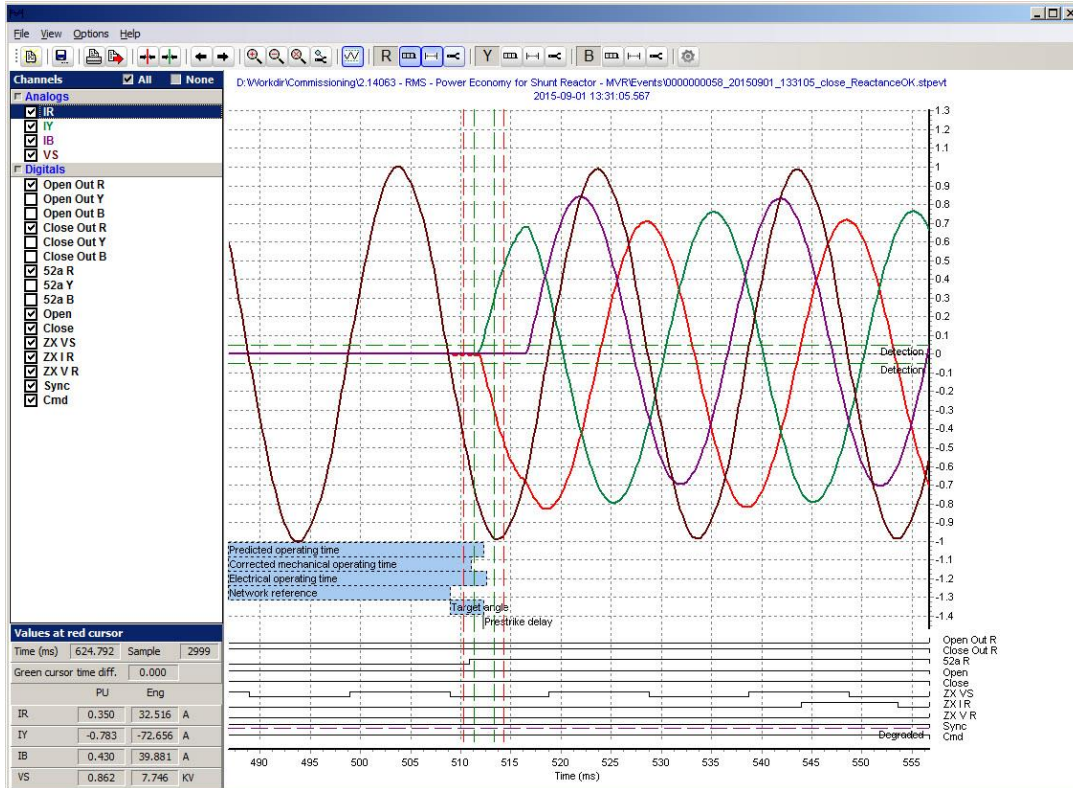 File View Options Help
R Y B
Channels All None
Analogs
IR
IY
IB
VS
Digitals
Open Out R
Open Out Y
Open Out B
Close Out R
Close Out Y
Close Out B
52a R
52a Y
52a B
Open
Close
ZX VS
ZX I R
ZX V R
Sync
Cmd
D:\Workdir\Commissioning\2.14063 - RMS - Power Economy for Shunt Reactor - MVR\Events\0000000058_20150901_133105_close_ReactanceOK.stpevt
2015-09-01 13:31:05.567
1.3
1.2
1.1
1
0.9
0.8
0.7
0.6
0.5
0.4
0.3
0.2
0.1
Detection
0
-0.1
Detection
-0.2
-0.3
-0.4
-0.5
-0.6
-0.7
-0.8
-0.9
-1
-1.1
-1.2
-1.3
-1.4
Predicted operating time
Corrected mechanical operating time
Electrical operating time
Network reference
Target angle
Prestrike delay
Open Out R
Close Out R
52a R
Open
Close
ZX VS
ZX I R
ZX V R
Sync
Degraded
Cmd
490 495 500 505 510 515 520 525 530 535 540 545 550 555
Time (ms)
Values at red cursor
Time (ms) 624.792 Sample 2999
Green cursor time diff. 0.000
PU Eng
IR 0.350 32.516 A
IY -0.783 -72.656 A
IB 0.430 39.881 A
VS 0.862 7.746 KV